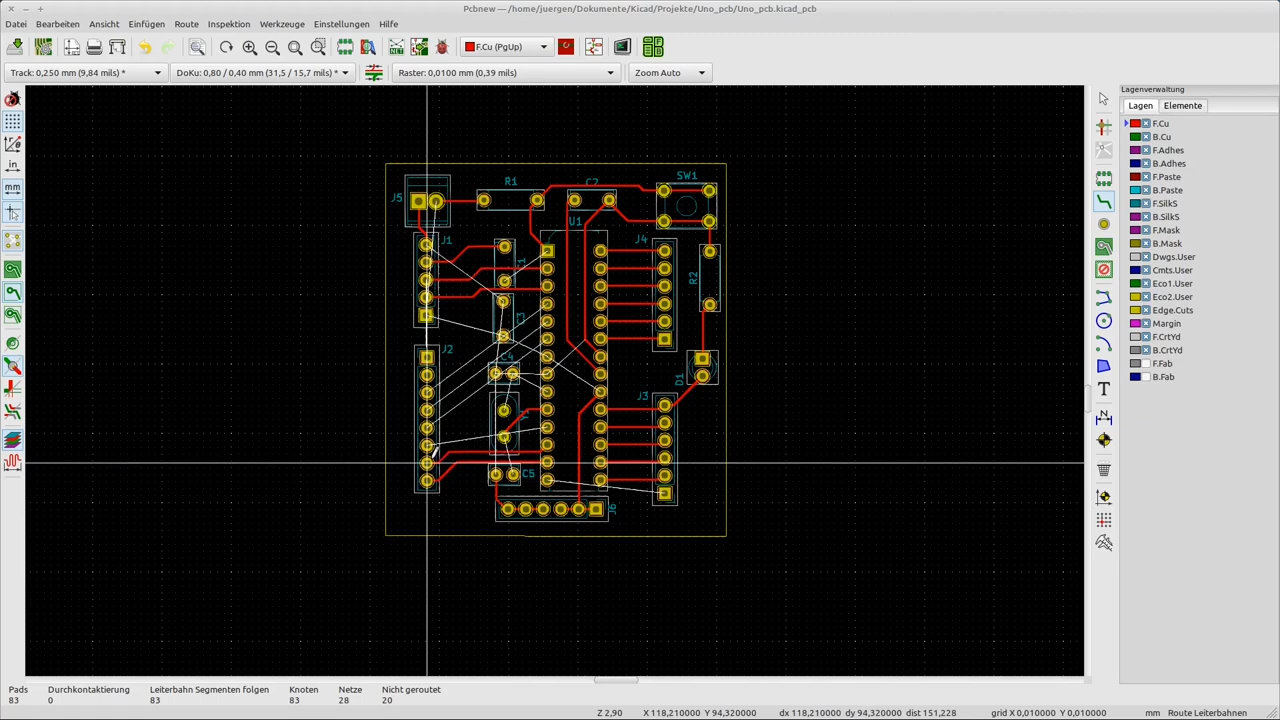 Pcbnew — /home/juergen/Dokumente/Kicad/Projekte/Uno_pcb/Uno_pcb.kicad_pcb
Datei Bearbeiten Ansicht Einfügen Route Inspektion Werkzeuge Einstellungen Hilfe
NET
F.Cu (PgUp)
Track: 0,250 mm (9,84 mils) *
DoKu: 0,80 / 0,40 mm (31,5 / 15,7 mils) *
Raster: 0,0100 mm (0,39 mils)
Zoom Auto
in
mm
J5
R1
C2
SW1
U1
J1
J4
R2
J2
C4
D1
J3
C5
J6
Lagenverwaltung
Lagen Elemente
F.Cu
B.Cu
F.Adhes
B.Adhes
F.Paste
B.Paste
F.SilkS
B.SilkS
F.Mask
B.Mask
Dwgs.User
Cmts.User
Eco1.User
Eco2.User
Edge.Cuts
Margin
F.CrtYd
B.CrtYd
F.Fab
B.Fab
Pads Durchkontaktierung Leiterbahn Segmenten folgen Knoten Netze Nicht geroutet
83 0 83 83 28 20
Z 2,90 X 118,210000 Y 94,320000 dx 118,210000 dy 94,320000 dist 151,228 grid X 0,010000 Y 0,010000 mm Route Leiterbahnen